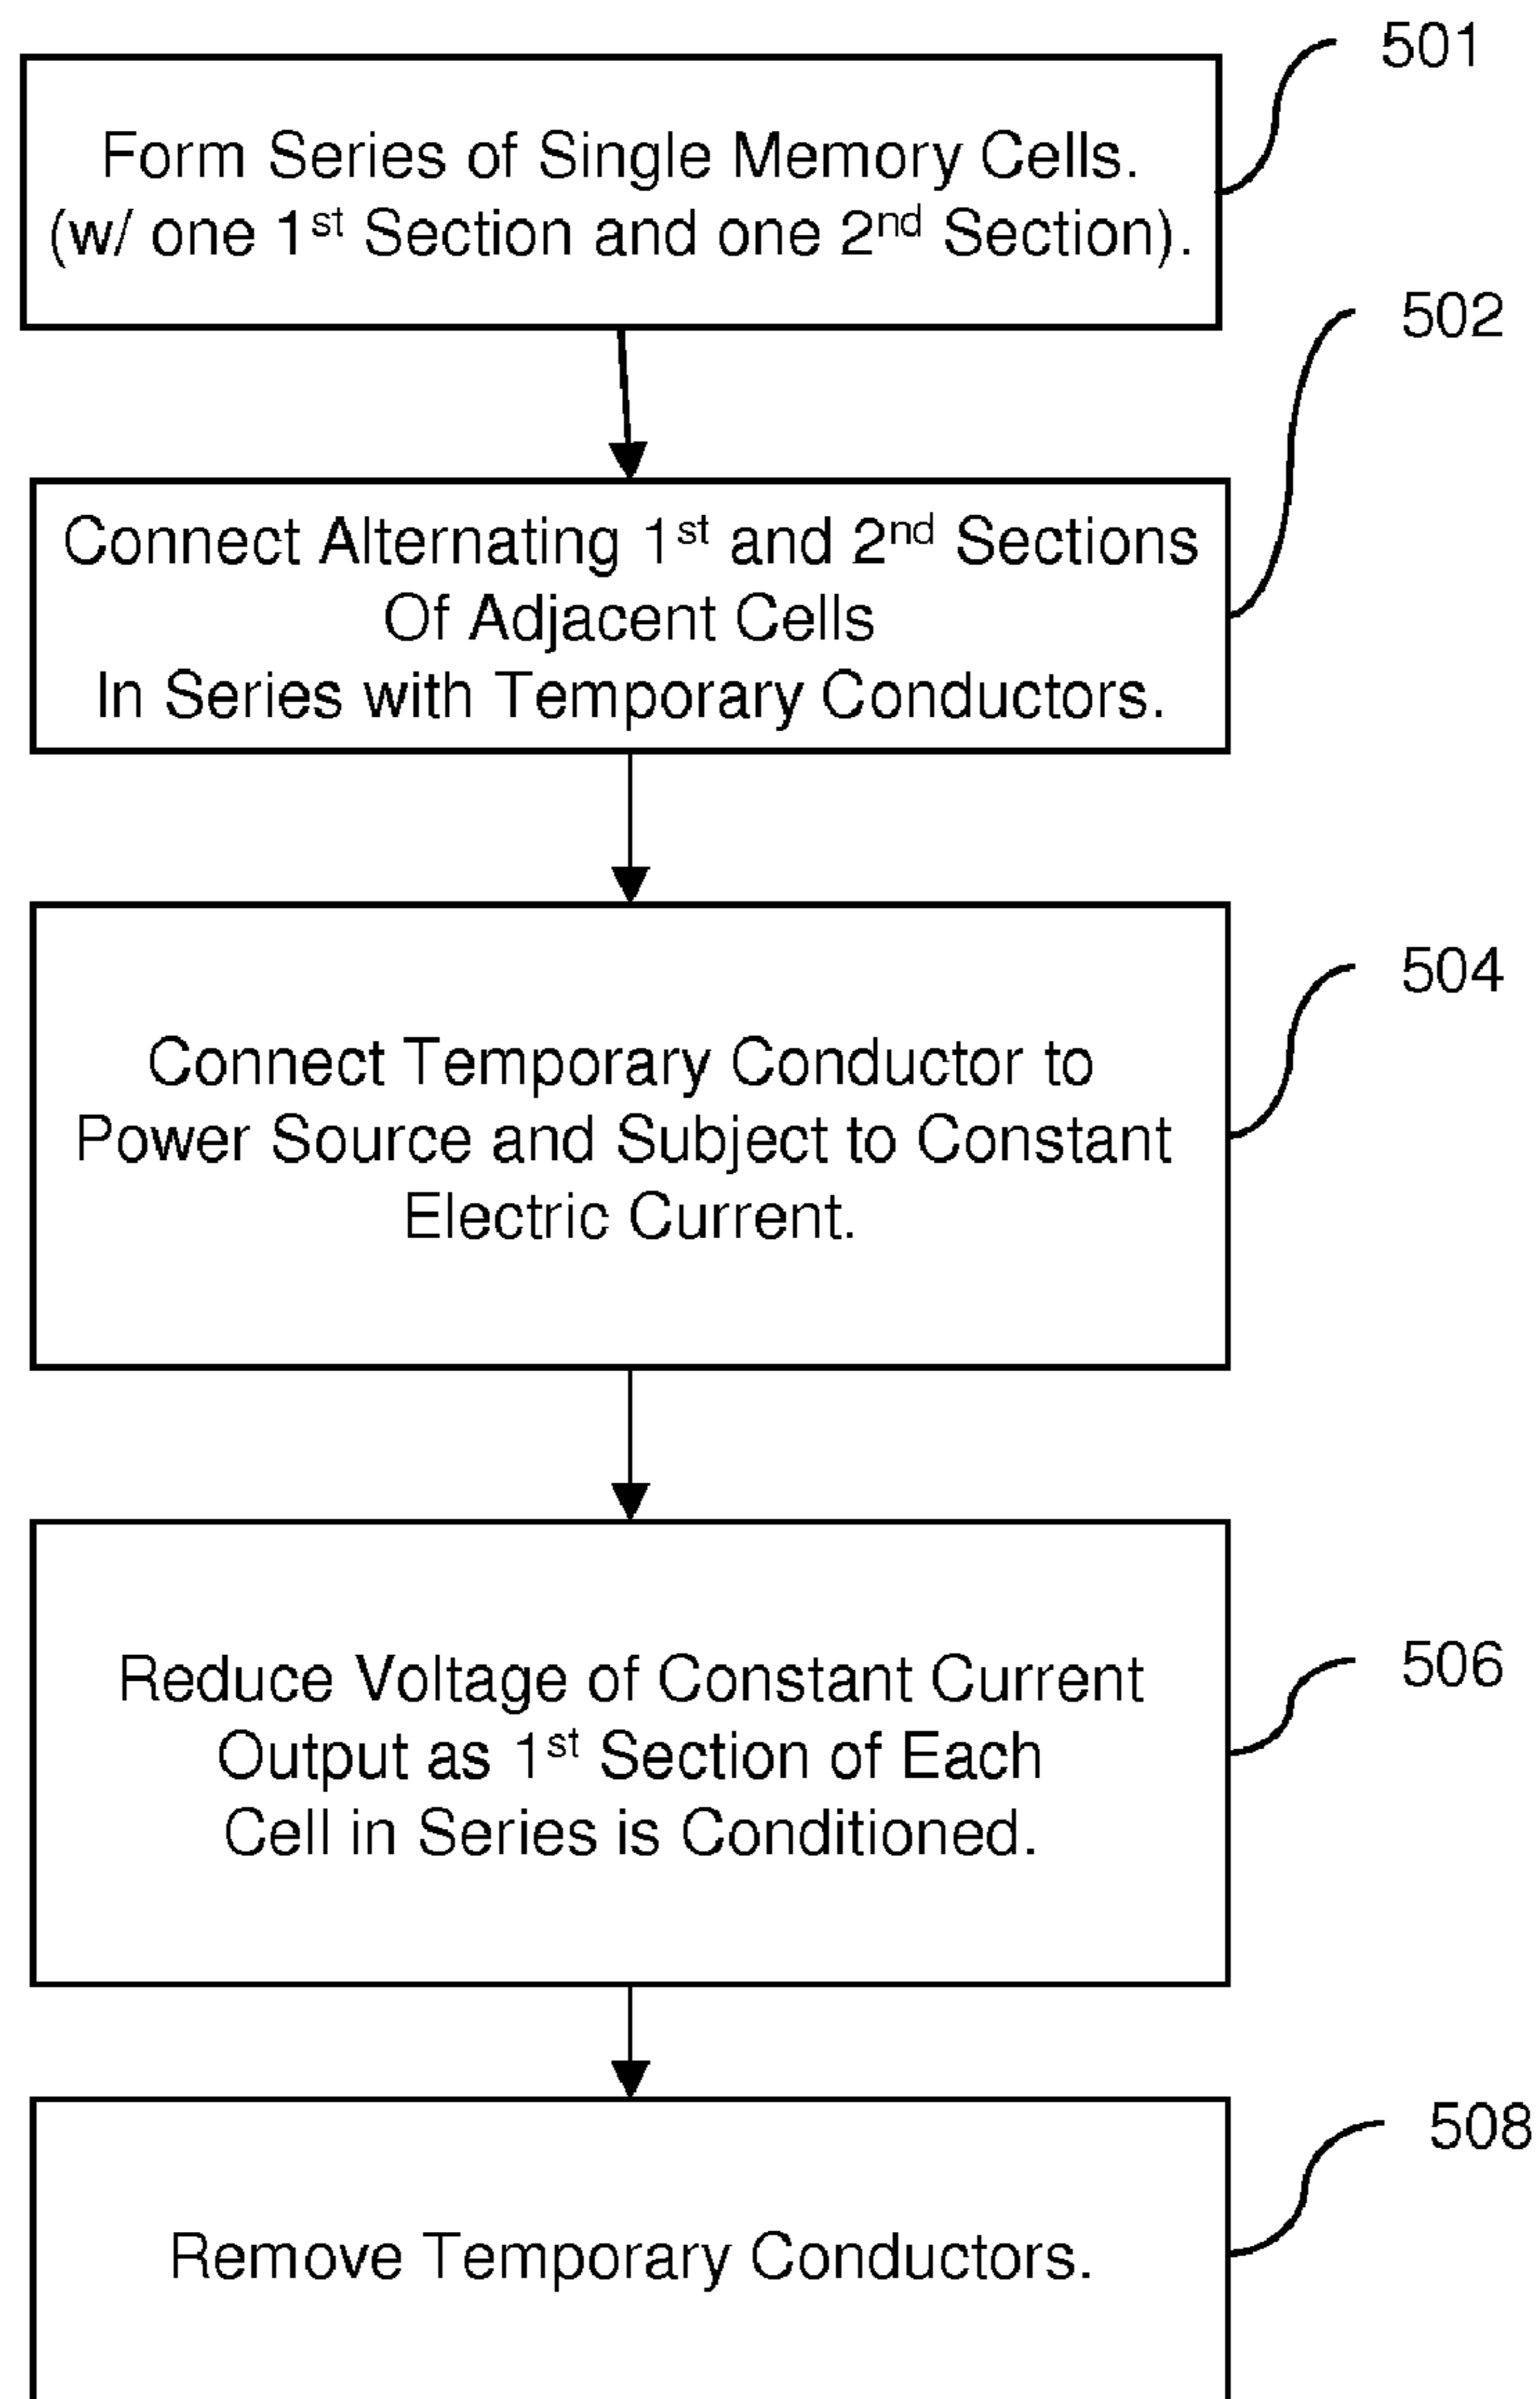 501
Form Series of Single Memory Cells.
(w/ one 1st Section and one 2nd Section).
502
Connect Alternating 1st and 2nd Sections
Of Adjacent Cells
In Series with Temporary Conductors.
504
Connect Temporary Conductor to
Power Source and Subject to Constant
Electric Current.
506
Reduce Voltage of Constant Current
Output as 1st Section of Each
Cell in Series is Conditioned.
508
Remove Temporary Conductors.